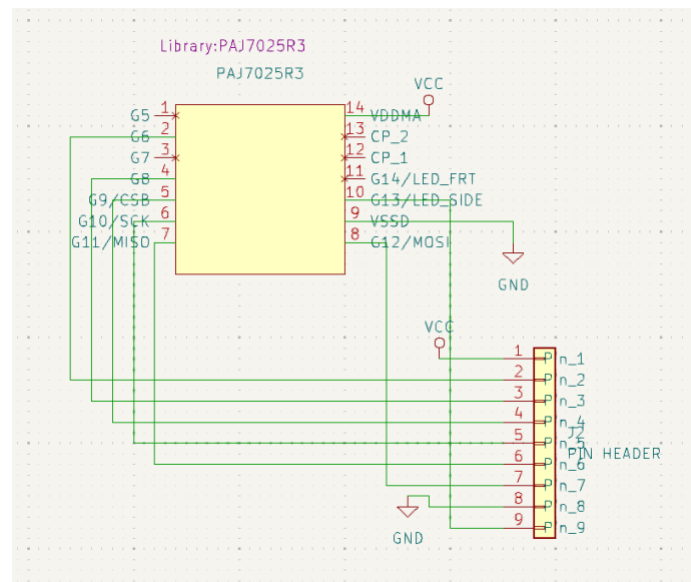 Library:PAJ7025R3
PAJ7025R3
VCC
G5 1 14 VDDMA
G6 2 13 CP_2
G7 3 12 CP_1
G8 4 11 G14/LED_FRT
G9/CSB 5 10 G13/LED_SIDE
G10/SCK 6 9 VSSD
G11/MISO 7 8 G12/MOSI
GND
VCC
1 Pin_1
2 Pin_2
3 Pin_3
4 Pin_4
J2
5 Pin_5
PIN HEADER
6 Pin_6
7 Pin_7
8 Pin_8
9 Pin_9
GND